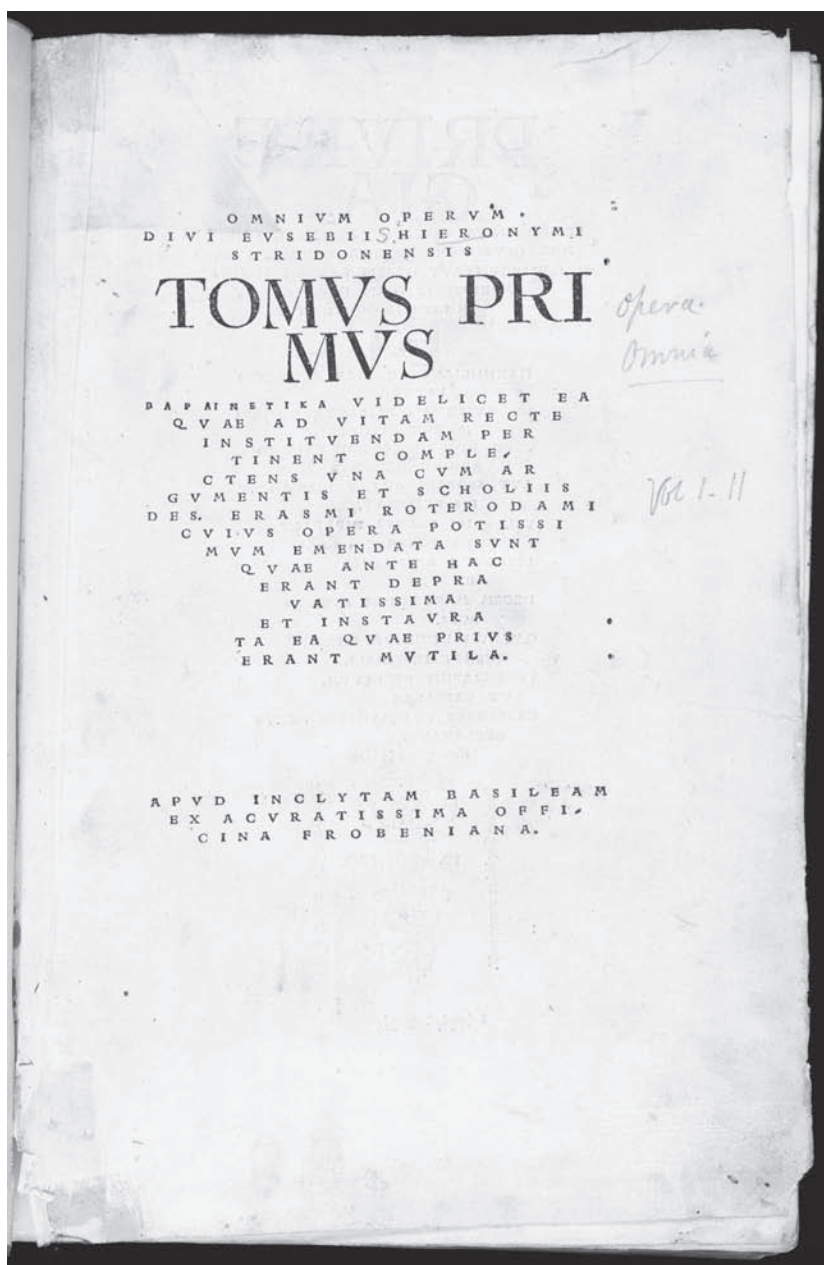 OMNIVM OPERVM.
DIVI EVSEBII S HIERONYMI
STRIDONENSIS
TOMVS PRI
MVS
ΠΑΡΑΙΝΕΤΙΚΑ VIDELICET EA
QVAE AD VITAM RECTE
INSTITVENDAM PER
TINENT COMPLE-
CTENS VNA CVM AR
GVMENTIS ET SCHOLIIS
DES. ERASMI ROTERODAMI
CVIVS OPERA POTISSI
MVM EMENDATA SVNT
QVAE ANTE HAC
ERANT DEPRA
VATISSIMA
ET INSTAVRA
TA EA QVAE PRIVS
ERANT MVTILA.
opera.
Omnia
Vol I-II
APVD INCLYTAM BASILEAM
EX ACVRATISSIMA OFFI-
CINA FROBENIANA.